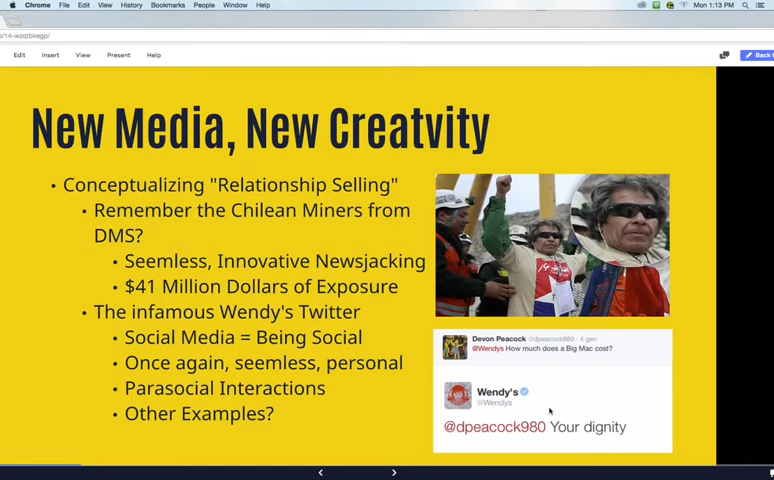 Chrome File Edit View History Bookmarks People Window Help Mon 1:13 PM
/14-wzqtbkegp/
Edit Insert View Present Help Back t
New Media, New Creatvity
• Conceptualizing "Relationship Selling"
• Remember the Chilean Miners from
DMS?
• Seemless, Innovative Newsjacking
• $41 Million Dollars of Exposure
• The infamous Wendy's Twitter
• Social Media = Being Social
• Once again, seemless, personal
• Parasocial Interactions
• Other Examples?
Devon Peacock @dpeacock980 · 4 gen
@Wendys How much does a Big Mac cost?
Wendy's
@Wendys
@dpeacock980 Your dignity